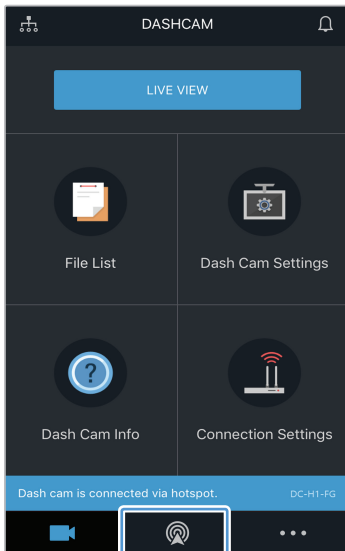 DASHCAM
LIVE VIEW
File List
Dash Cam Settings
?
Dash Cam Info
Connection Settings
Dash cam is connected via hotspot.
DC-H1-FG